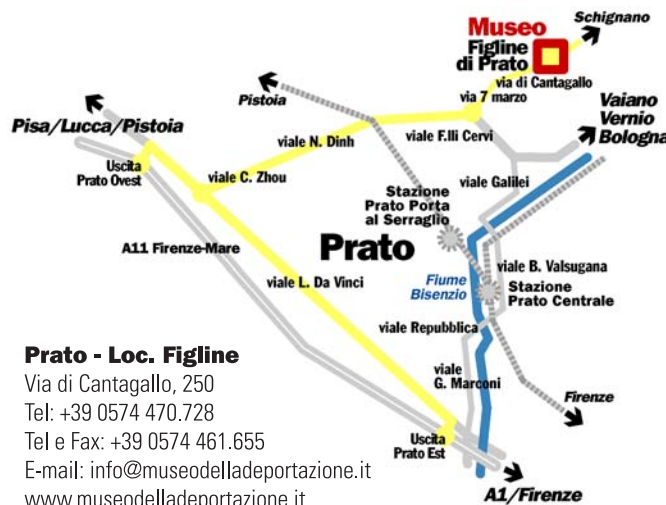 Schignano
Museo
Figline
di Prato
via di Cantagallo
via 7 marzo
Pistoia
Vaiano
Vernio
Bologna
Pisa/Lucca/Pistoia
viale N. Dinh
viale F.lli Cervi
Uscita
Prato Ovest
viale C. Zhou
viale Galilei
Stazione
Prato Porta
al Serraglio
A11 Firenze-Mare
Prato
viale L. Da Vinci
viale B. Valsugana
Fiume
Bisenzio
Stazione
Prato Centrale
viale Repubblica
viale
G. Marconi
Firenze
Uscita
Prato Est
A1/Firenze
Prato - Loc. Figline
Via di Cantagallo, 250
Tel: +39 0574 470.728
Tel e Fax: +39 0574 461.655
E-mail: info@museodelladeportazione.it
www.museodelladeportazione.it